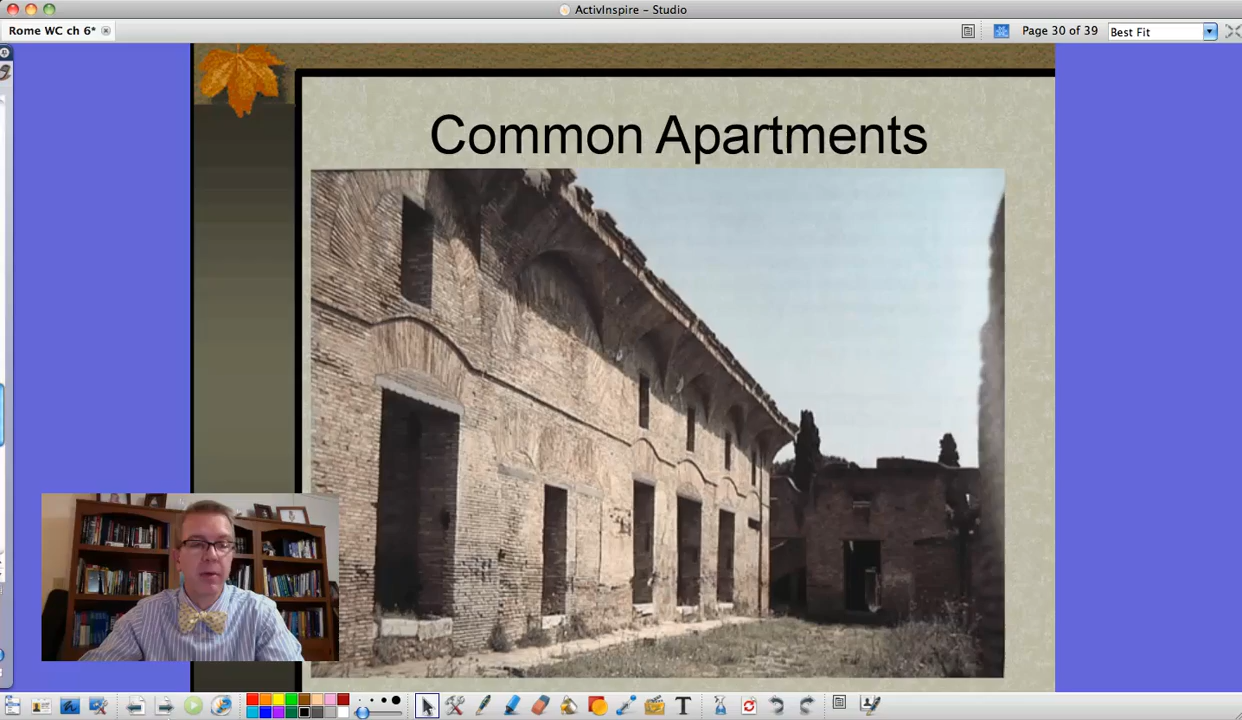 ActivInspire – Studio
Rome WC ch 6*
Page 30 of 39
Best Fit
Common Apartments
T